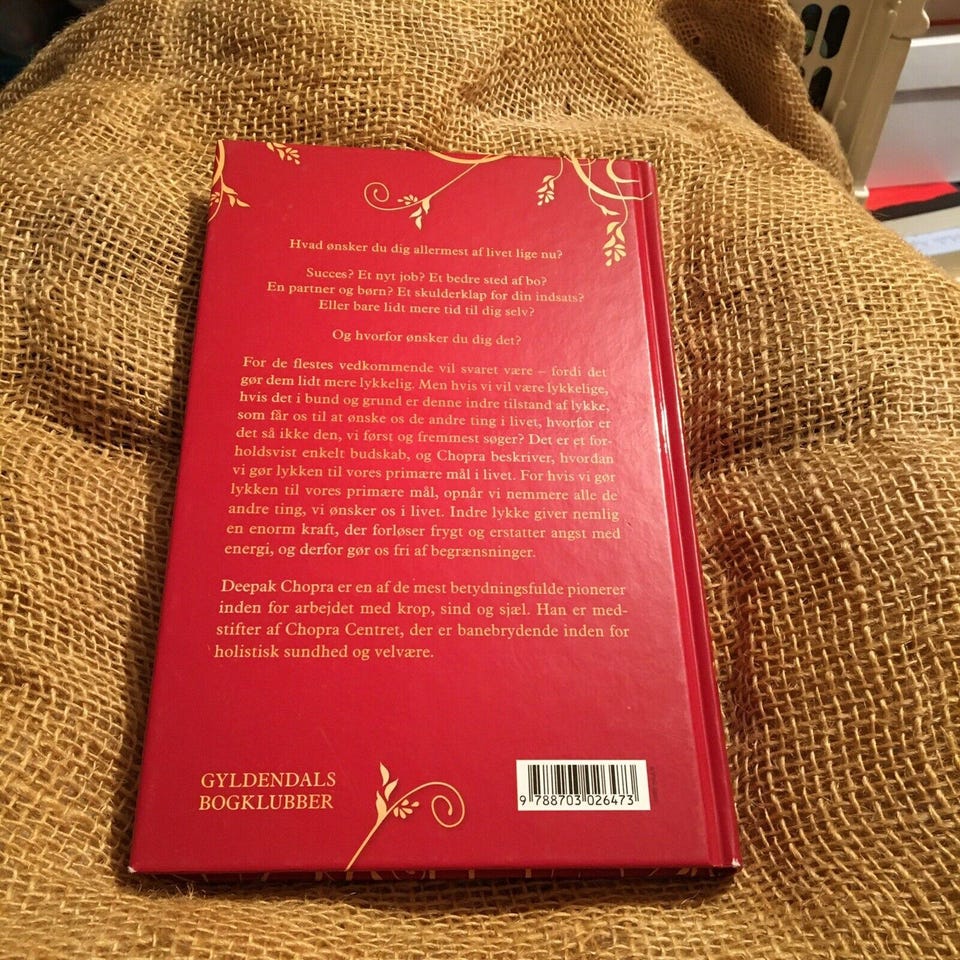 Hvad ønsker du dig allermest af livet lige nu?
Succes? Et nyt job? Et bedre sted af bo?
En partner og børn? Et skulderklap for din indsats?
Eller bare lidt mere tid til dig selv?
Og hvorfor ønsker du dig det?
For de flestes vedkommende vil svaret være – fordi det
gør dem lidt mere lykkelig. Men hvis vi vil være lykkelige,
hvis det i bund og grund er denne indre tilstand af lykke,
som får os til at ønske os de andre ting i livet, hvorfor er
det så ikke den, vi først og fremmest søger? Det er et for-
holdsvist enkelt budskab, og Chopra beskriver, hvordan
vi gør lykken til vores primære mål i livet. For hvis vi gør
lykken til vores primære mål, opnår vi nemmere alle de
andre ting, vi ønsker os i livet. Indre lykke giver nemlig
en enorm kraft, der forløser frygt og erstatter angst med
energi, og derfor gør os fri af begrænsninger.
Deepak Chopra er en af de mest betydningsfulde pionerer
inden for arbejdet med krop, sind og sjæl. Han er med-
stifter af Chopra Centret, der er banebrydende inden for
holistisk sundhed og velvære.
GYLDENDALS
BOGKLUBBER
9 788703 026473